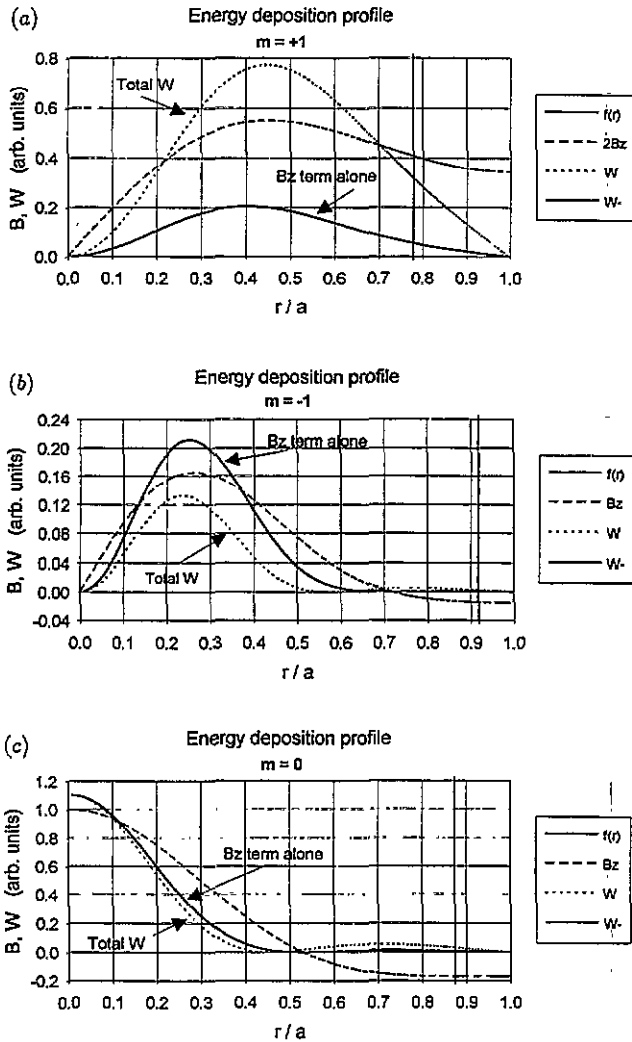 (a)
Energy deposition profile
m = +1
B, W (arb. units)
0.8
0.6
0.4
0.2
0.0
Total W
Bz term alone
0.0 0.1 0.2 0.3 0.4 0.5 0.6 0.7 0.8 0.9 1.0
r / a
f(r)
2Bz
W
W-
(b)
Energy deposition profile
m = -1
B, W (arb. units)
0.24
0.20
0.16
0.12
0.08
0.04
0.00
-0.04
Bz term alone
Total W
0.0 0.1 0.2 0.3 0.4 0.5 0.6 0.7 0.8 0.9 1.0
r / a
f(r)
Bz
W
W-
(c)
Energy deposition profile
m = 0
B, W (arb. units)
1.2
1.0
0.8
0.6
0.4
0.2
0.0
-0.2
Bz term alone
Total W
0.0 0.1 0.2 0.3 0.4 0.5 0.6 0.7 0.8 0.9 1.0
r / a
f(r)
Bz
W
W-